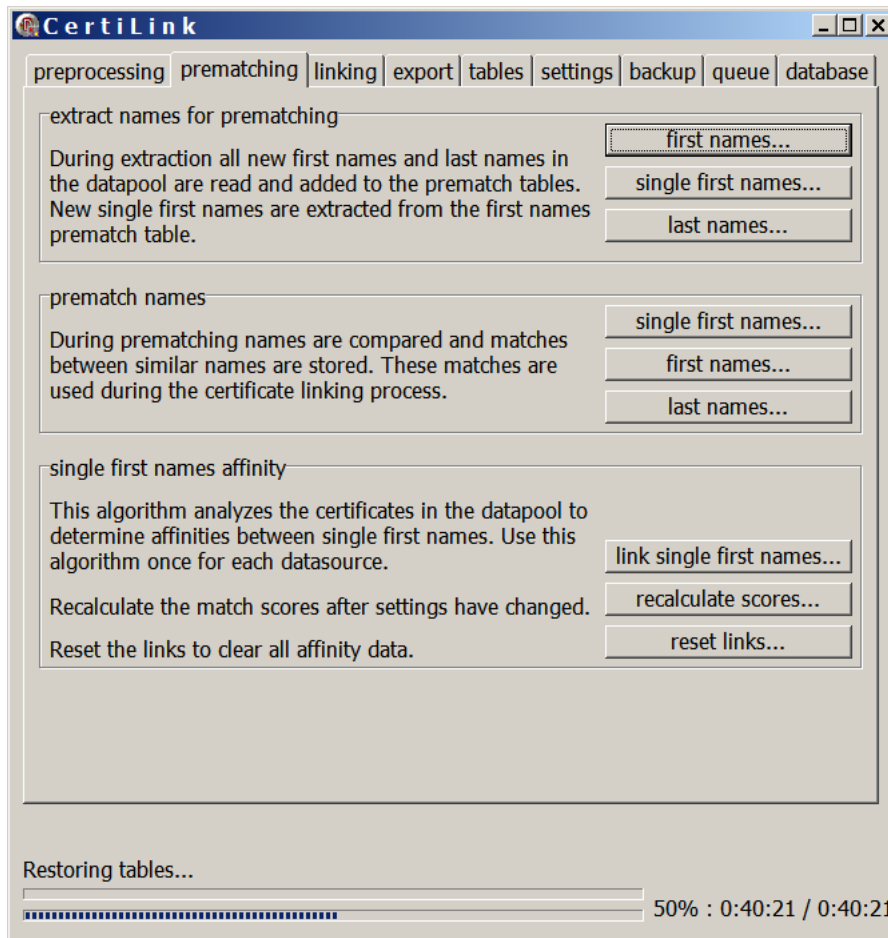 CertiLink
preprocessing prematching linking export tables settings backup queue database
extract names for prematching
During extraction all new first names and last names in
the datapool are read and added to the prematch tables.
New single first names are extracted from the first names
prematch table.
first names...
single first names...
last names...
prematch names
During prematching names are compared and matches
between similar names are stored. These matches are
used during the certificate linking process.
single first names...
first names...
last names...
single first names affinity
This algorithm analyzes the certificates in the datapool to
determine affinities between single first names. Use this
algorithm once for each datasource.
link single first names...
Recalculate the match scores after settings have changed.
recalculate scores...
Reset the links to clear all affinity data.
reset links...
Restoring tables...
50% : 0:40:21 / 0:40:21